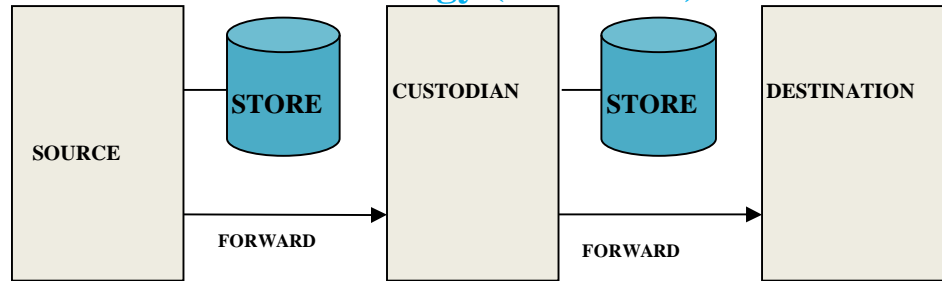 STORE
CUSTODIAN
STORE
DESTINATION
SOURCE
FORWARD
FORWARD